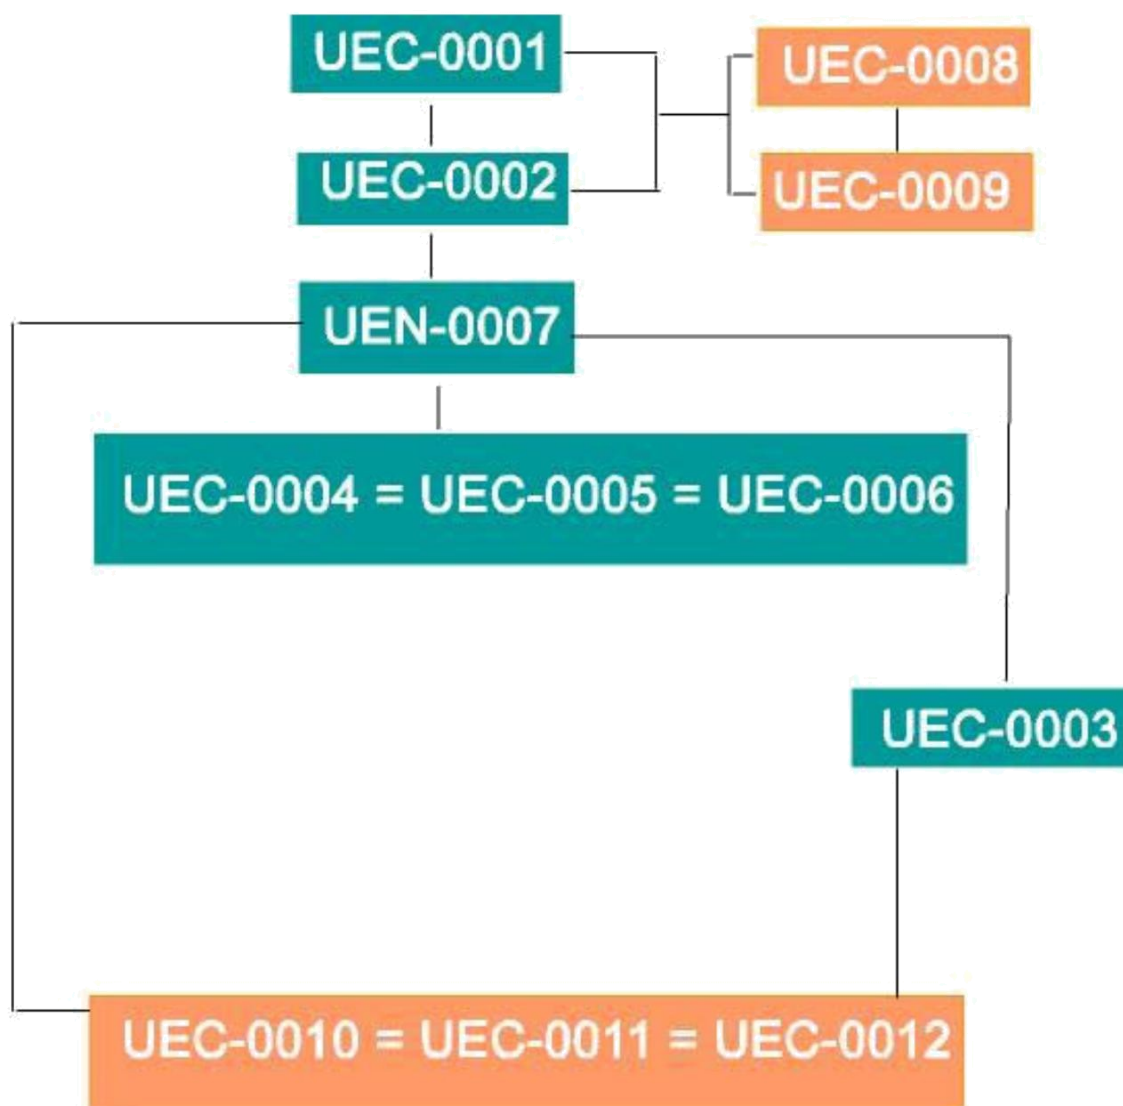 UEC-0001
UEC-0008
UEC-0002
UEC-0009
UEN-0007
UEC-0004 = UEC-0005 = UEC-0006
UEC-0003
UEC-0010 = UEC-0011 = UEC-0012